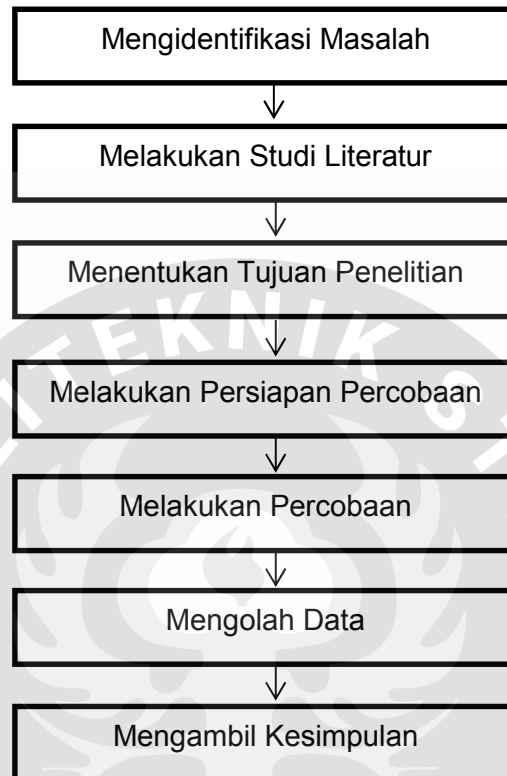 Mengidentifikasi Masalah
Melakukan Studi Literatur
Menentukan Tujuan Penelitian
Melakukan Persiapan Percobaan
Melakukan Percobaan
Mengolah Data
Mengambil Kesimpulan